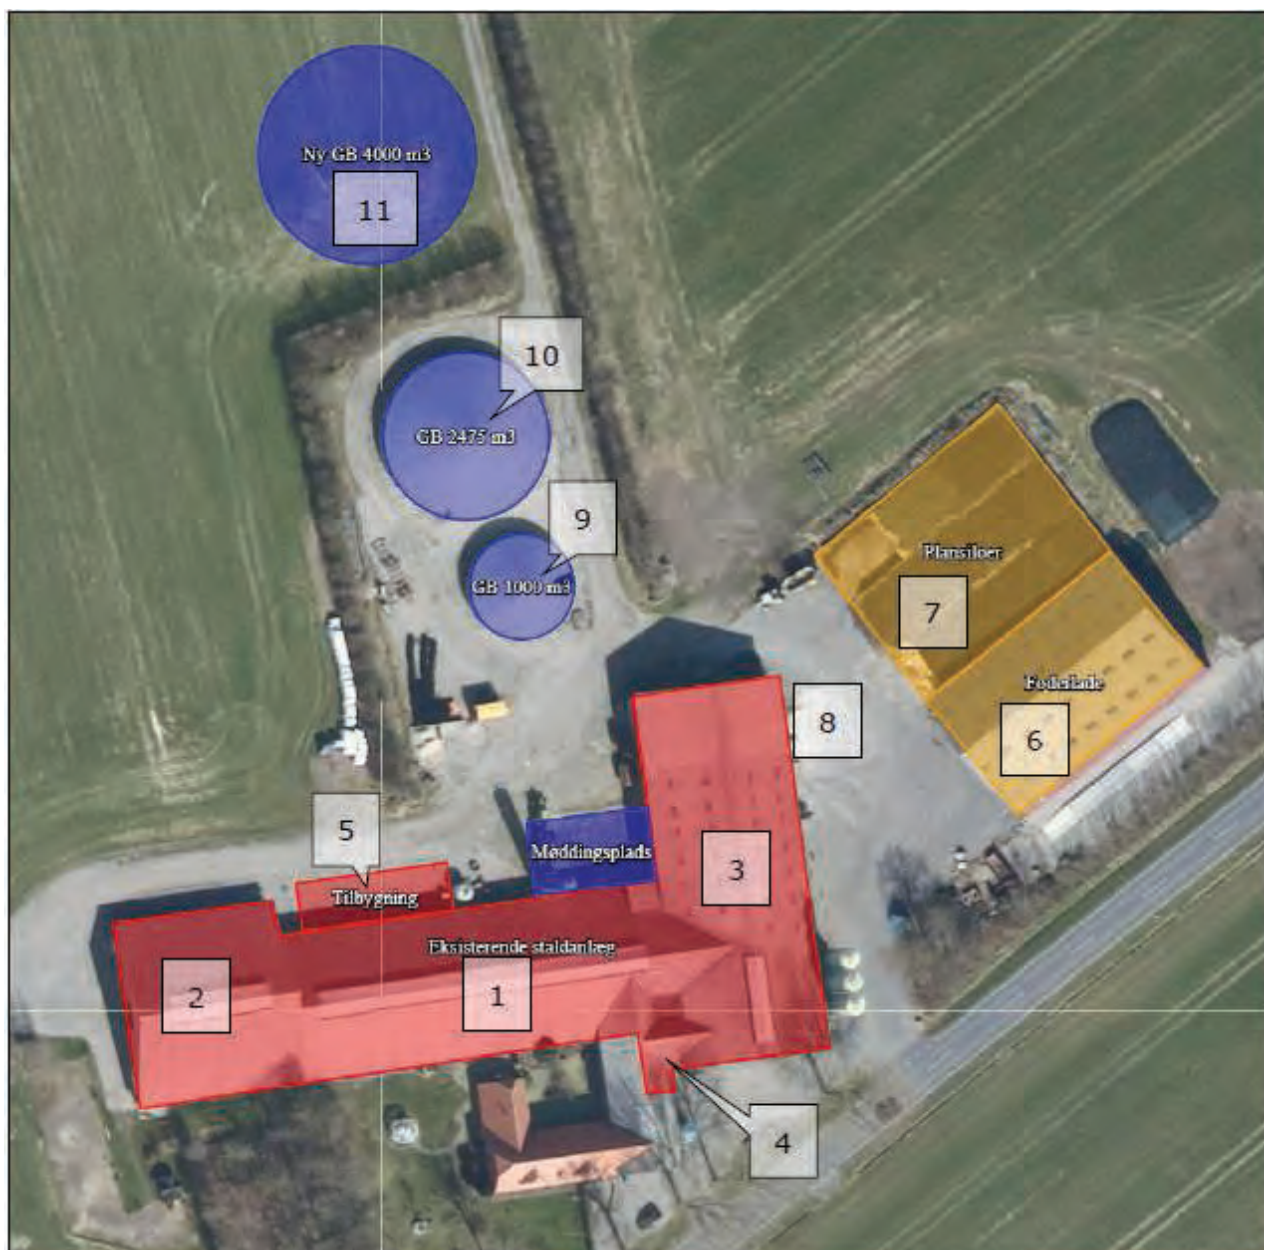 Ny GB 4000 m3
11
10
GB 2475 m3
9
GB 1000 m3
Plansiloer
7
Foderlade
6
8
5
Møddingsplads
3
Tilbygning
Eksisterende staldanlæg
2
1
4